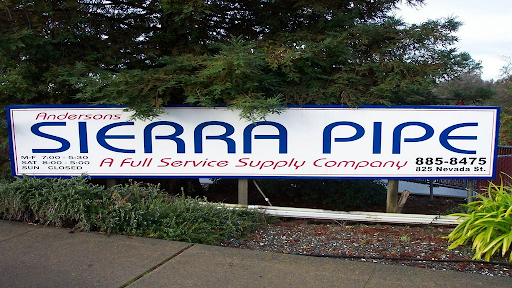 Andersons
SIERRA PIPE
M-F 7:00-5:30
SAT 8:00-5:00
SUN CLOSED
A Full Service Supply Company
885-8475
825 Nevada St.